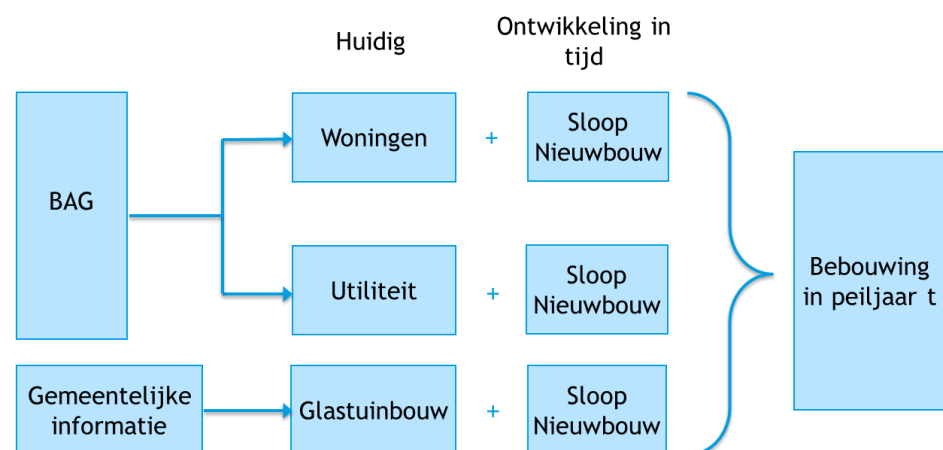 Huidig
Ontwikkeling in
tijd
BAG
Woningen
+
Sloop
Nieuwbouw
Utiliteit
+
Sloop
Nieuwbouw
Bebouwing
in peiljaar t
Gemeentelijke
informatie
Glastuinbouw
+
Sloop
Nieuwbouw